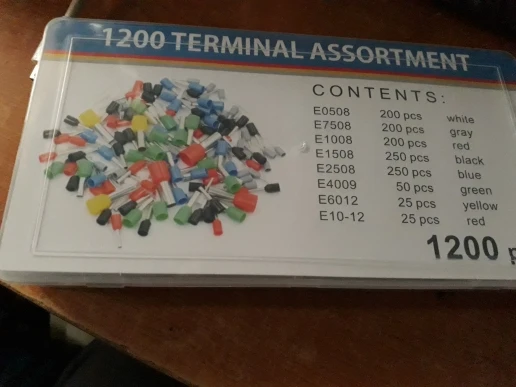 1200 TERMINAL ASSORTMENT
CONTENTS:
E0508 200 pcs white
E7508 200 pcs gray
E1008 200 pcs red
E1508 250 pcs black
E2508 250 pcs blue
E4009 50 pcs green
E6012 25 pcs yellow
E10-12 25 pcs red
1200 p